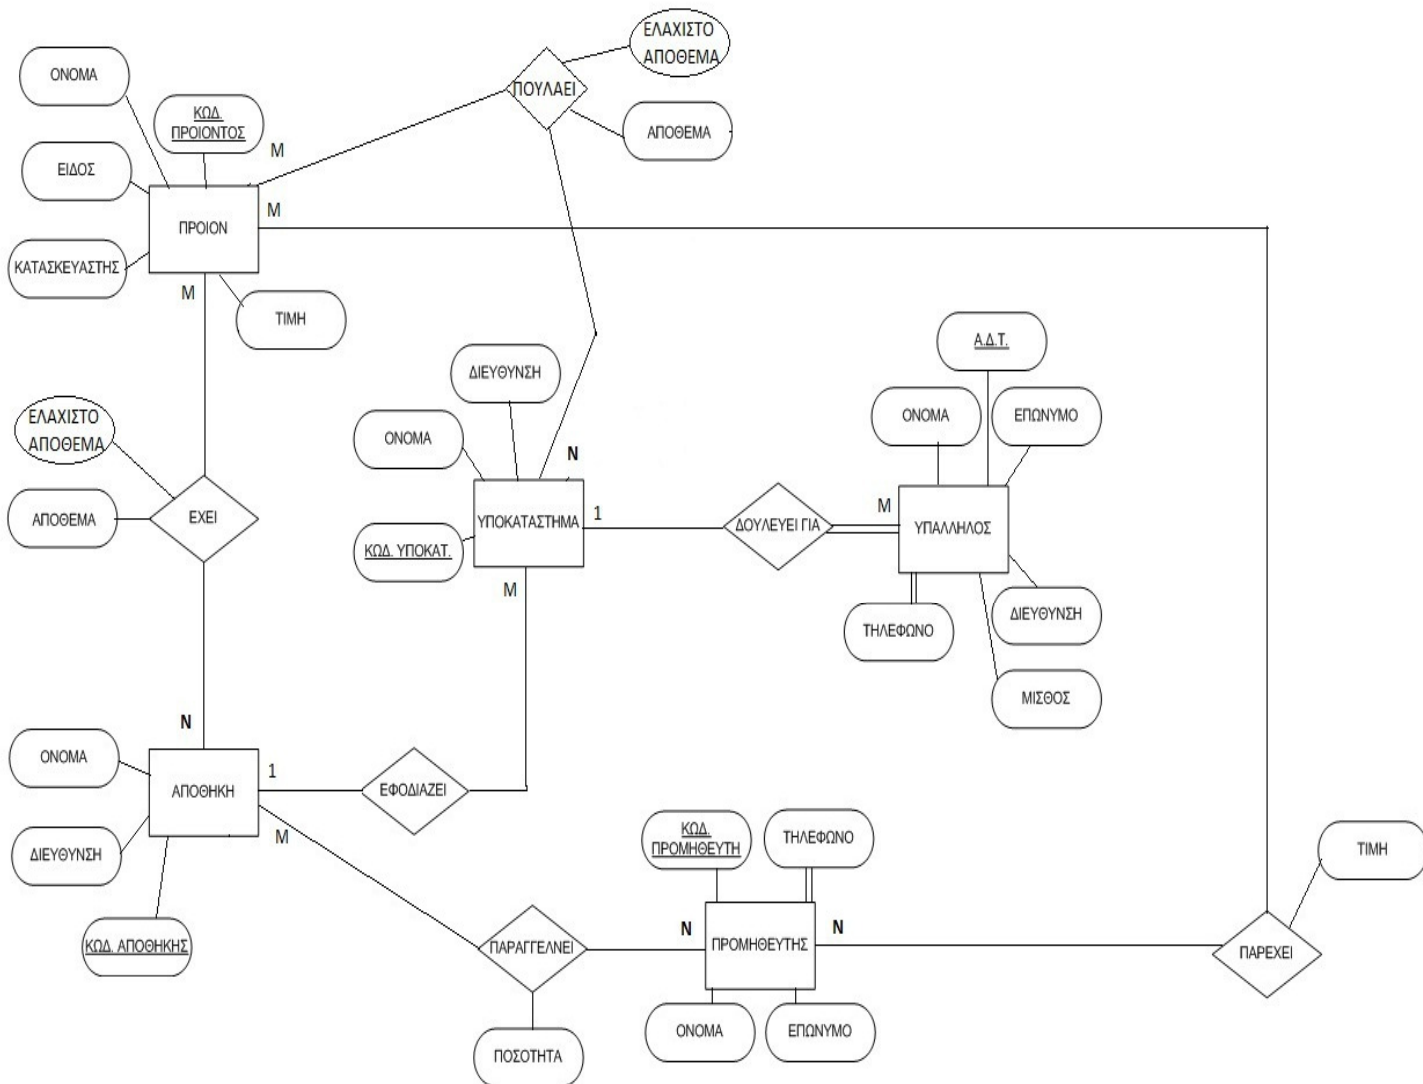 ΕΛΑΧΙΣΤΟ
ΑΠΟΘΕΜΑ
ΠΟΥΛΑΕΙ
ΑΠΟΘΕΜΑ
ΟΝΟΜΑ
ΚΩΔ.
ΠΡΟΙΟΝΤΟΣ
M
ΕΙΔΟΣ
M
ΠΡΟΙΟΝ
ΚΑΤΑΣΚΕΥΑΣΤΗΣ
M
ΤΙΜΗ
Α.Δ.Τ.
ΔΙΕΥΘΥΝΣΗ
ΟΝΟΜΑ
ΕΠΩΝΥΜΟ
ΕΛΑΧΙΣΤΟ
ΑΠΟΘΕΜΑ
ΟΝΟΜΑ
N
ΑΠΟΘΕΜΑ
ΕΧΕΙ
ΥΠΟΚΑΤΑΣΤΗΜΑ
1
ΔΟΥΛΕΥΕΙ ΓΙΑ
M
ΥΠΑΛΛΗΛΟΣ
ΚΩΔ. ΥΠΟΚΑΤ.
M
ΤΗΛΕΦΩΝΟ
ΔΙΕΥΘΥΝΣΗ
ΜΙΣΘΟΣ
N
ΟΝΟΜΑ
1
ΑΠΟΘΗΚΗ
ΕΦΟΔΙΑΖΕΙ
M
ΔΙΕΥΘΥΝΣΗ
ΚΩΔ.
ΠΡΟΜΗΘΕΥΤΗ
ΤΗΛΕΦΩΝΟ
ΤΙΜΗ
ΚΩΔ. ΑΠΟΘΗΚΗΣ
ΠΑΡΑΓΓΕΛΝΕΙ
N
ΠΡΟΜΗΘΕΥΤΗΣ
N
ΠΑΡΕΧΕΙ
ΟΝΟΜΑ
ΕΠΩΝΥΜΟ
ΠΟΣΟΤΗΤΑ